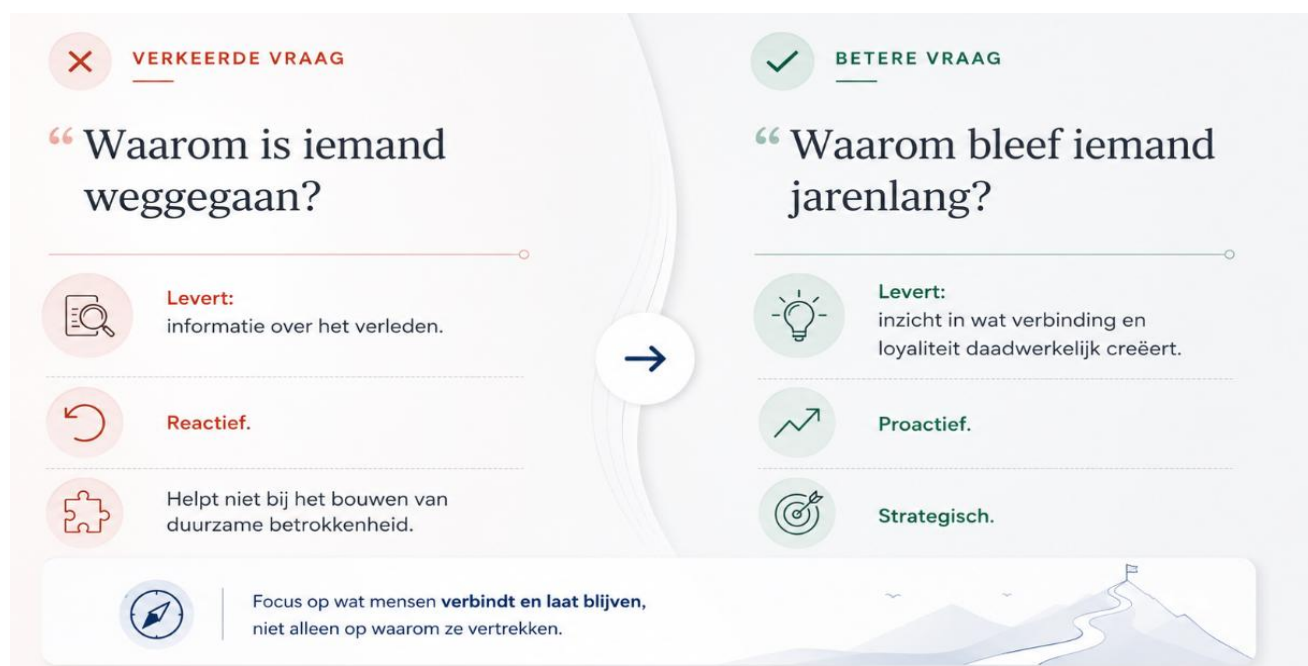 VERKEERDE VRAAG
“ Waarom is iemand
weggegaan?
Levert:
informatie over het verleden.
Reactief.
Helpt niet bij het bouwen van
duurzame betrokkenheid.
BETERE VRAAG
“ Waarom bleef iemand
jarenlang?
Levert:
inzicht in wat verbinding en
loyaliteit daadwerkelijk creëert.
Proactief.
Strategisch.
Focus op wat mensen verbindt en laat blijven,
niet alleen op waarom ze vertrekken.